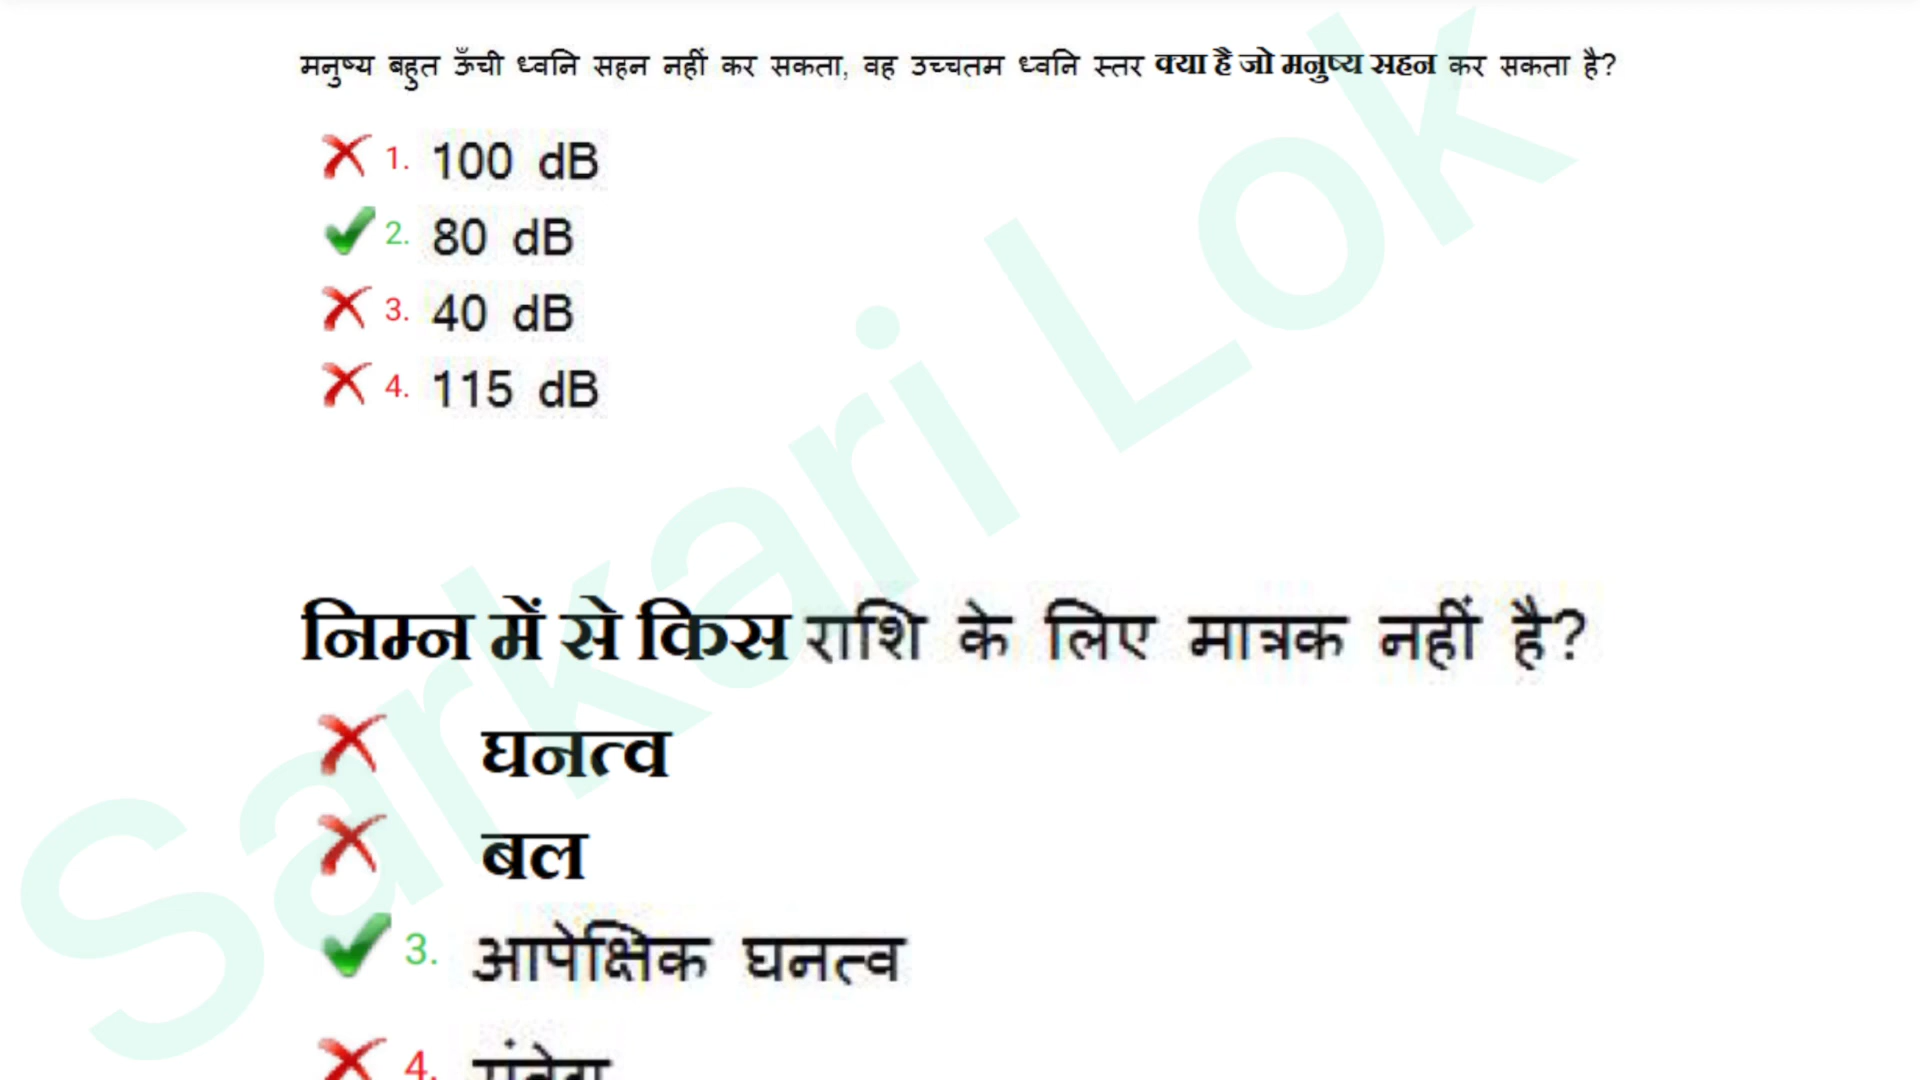 मनुष्य बहुत ऊँची ध्वनि सहन नहीं कर सकता, वह उच्चतम ध्वनि स्तर क्या है जो मनुष्य सहन कर सकता है?
1. 100 dB
2. 80 dB
3. 40 dB
4. 115 dB
निम्न में से किस राशि के लिए मात्रक नहीं है?
घनत्व
बल
3. आपेक्षिक घनत्व
4.
Sarkari Lok